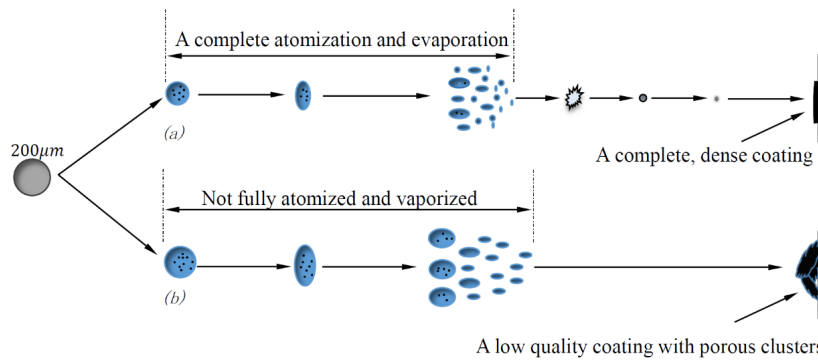 A complete atomization and evaporation
(a)
200μm
A complete, dense coating
Not fully atomized and vaporized
(b)
A low quality coating with porous clusters